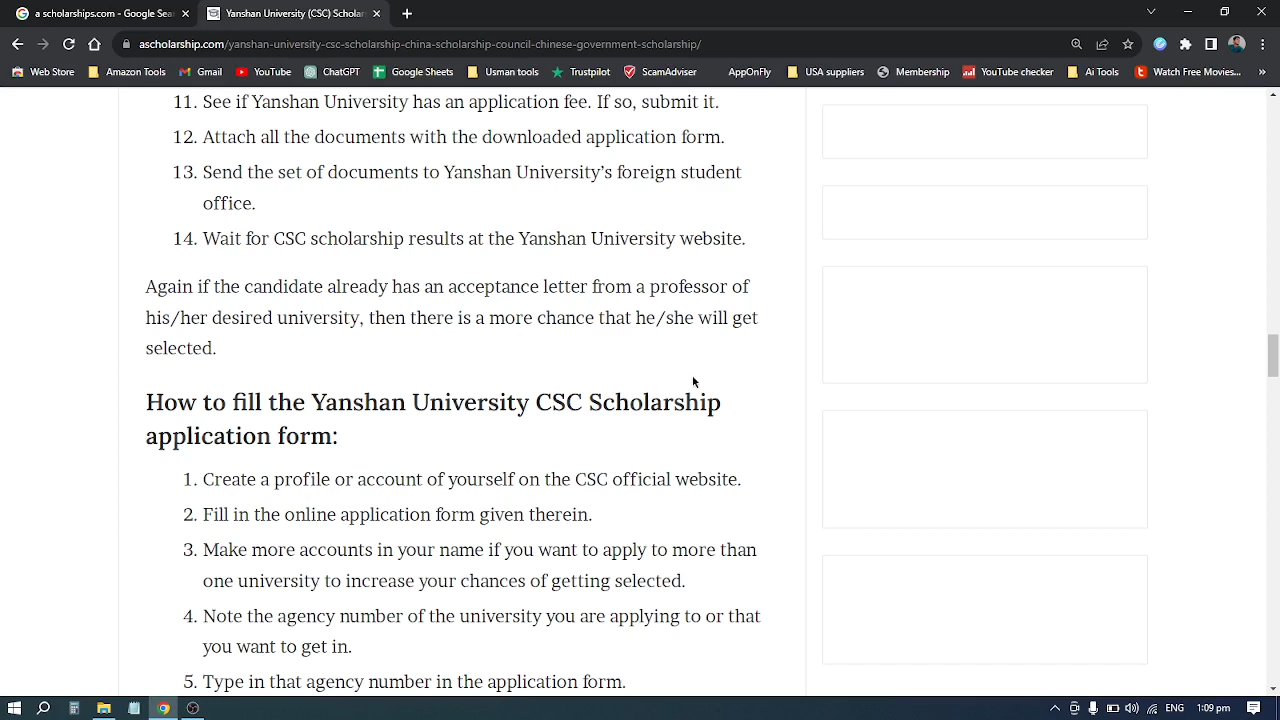 a scholarships.com - Google Sea
Yanshan University (CSC) Scholar
ascholarship.com/yanshan-university-csc-scholarship-china-scholarship-council-chinese-government-scholarship/
Web Store
Amazon Tools
Gmail
YouTube
ChatGPT
Google Sheets
Usman tools
Trustpilot
ScamAdviser
AppOnFly
USA suppliers
Membership
YouTube checker
Ai Tools
Watch Free Movies...
11. See if Yanshan University has an application fee. If so, submit it.
12. Attach all the documents with the downloaded application form.
13. Send the set of documents to Yanshan University’s foreign student
office.
14. Wait for CSC scholarship results at the Yanshan University website.
Again if the candidate already has an acceptance letter from a professor of
his/her desired university, then there is a more chance that he/she will get
selected.
How to fill the Yanshan University CSC Scholarship
application form:
1. Create a profile or account of yourself on the CSC official website.
2. Fill in the online application form given therein.
3. Make more accounts in your name if you want to apply to more than
one university to increase your chances of getting selected.
4. Note the agency number of the university you are applying to or that
you want to get in.
5. Type in that agency number in the application form.
ENG
1:09 pm